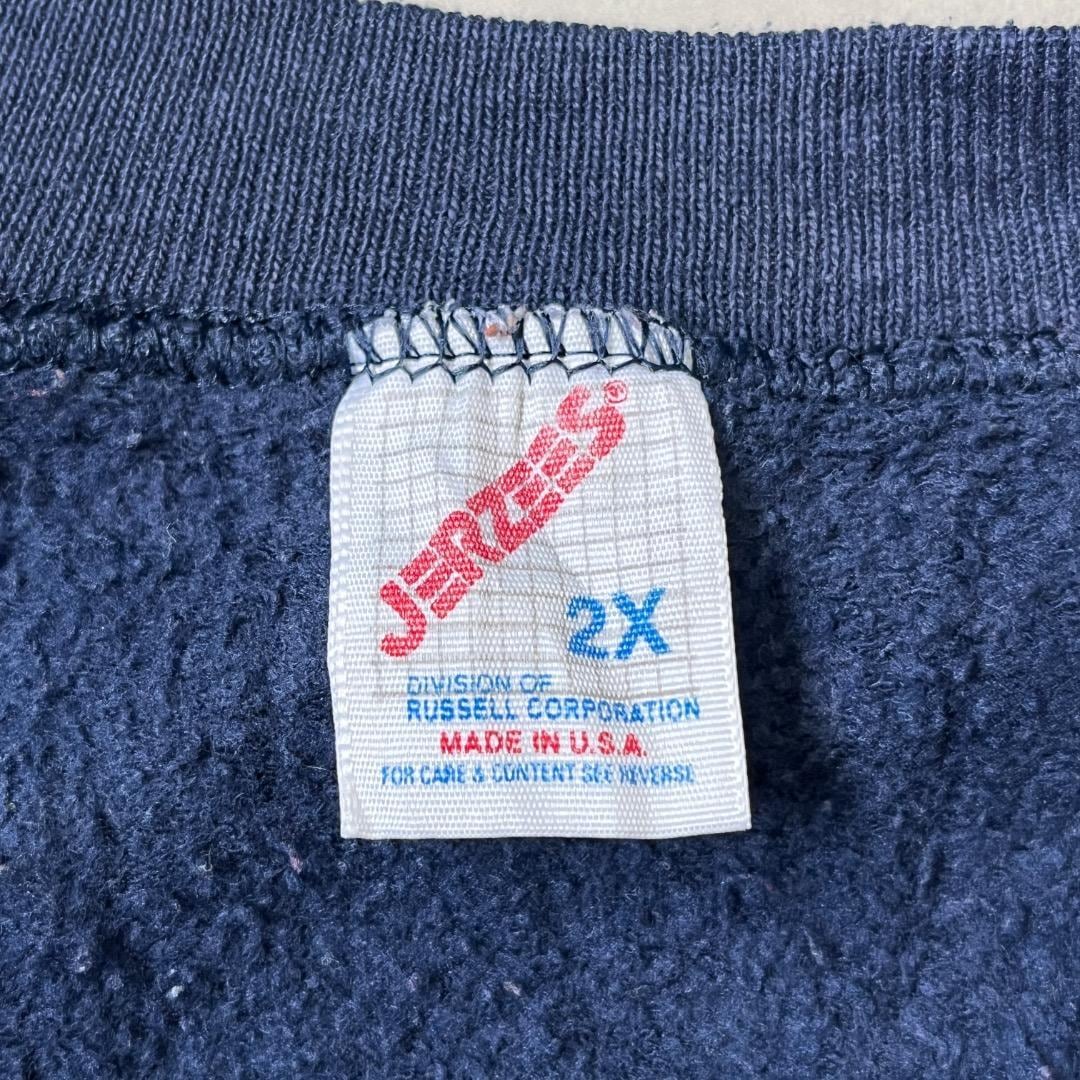 JERZEES®
2X
DIVISION OF
RUSSELL CORPORATION
MADE IN U.S.A.
FOR CARE & CONTENT SEE REVERSE